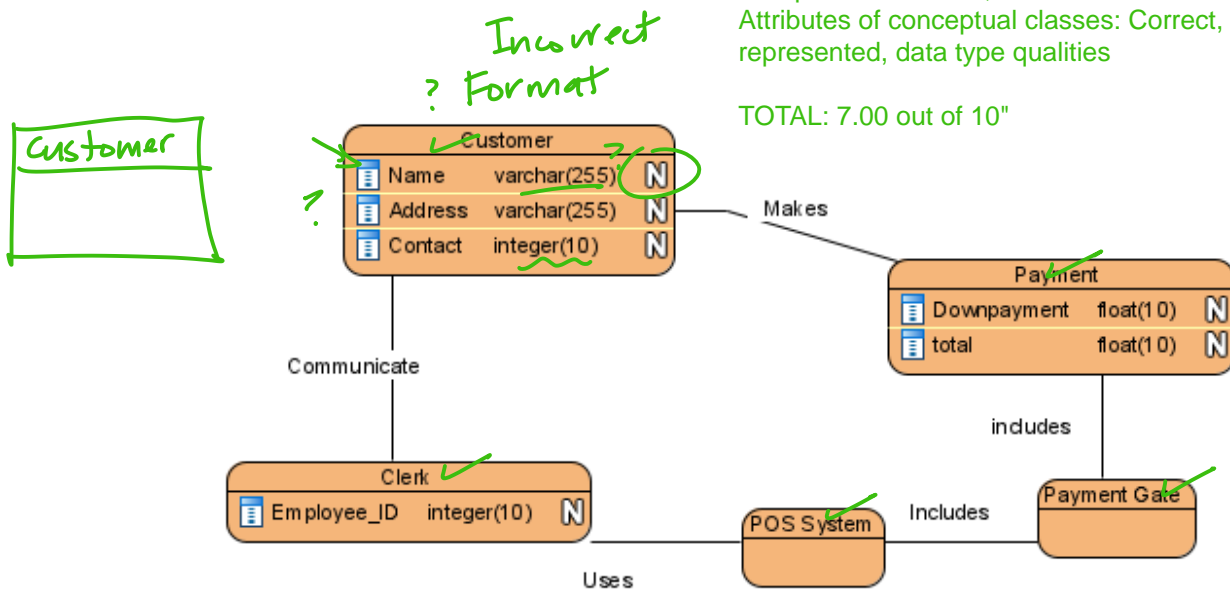 Attributes of conceptual classes: Correct,
represented, data type qualities
TOTAL: 7.00 out of 10"
Incorrect
? Format
Customer
Customer
Name varchar(255) ? N
? Address varchar(255) N
Contact integer(10) N
Makes
Payment
Downpayment float(10) N
total float(10) N
Communicate
includes
Clerk
Employee_ID integer(10) N
Payment Gate
POS System
Includes
Uses